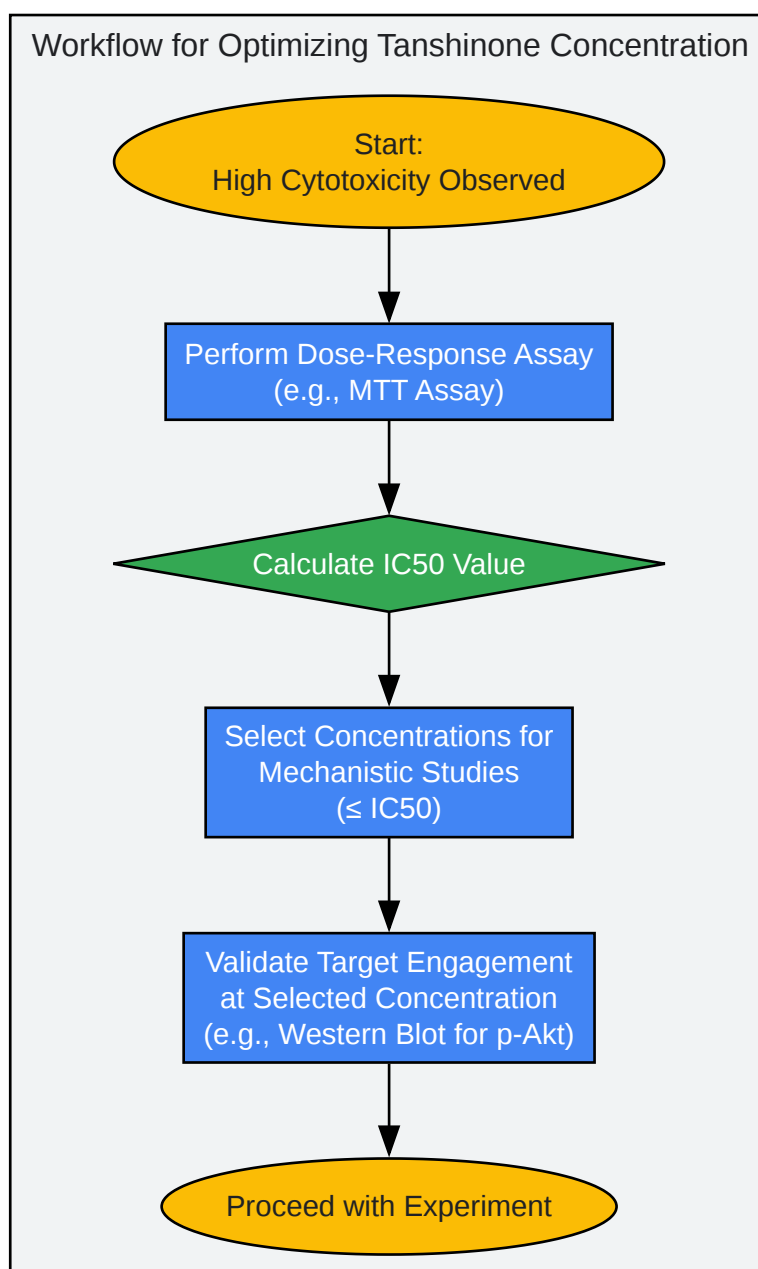 Workflow for Optimizing Tanshinone Concentration
Start:
High Cytotoxicity Observed
Perform Dose-Response Assay
(e.g., MTT Assay)
Calculate IC50 Value
Select Concentrations for
Mechanistic Studies
(≤ IC50)
Validate Target Engagement
at Selected Concentration
(e.g., Western Blot for p-Akt)
Proceed with Experiment